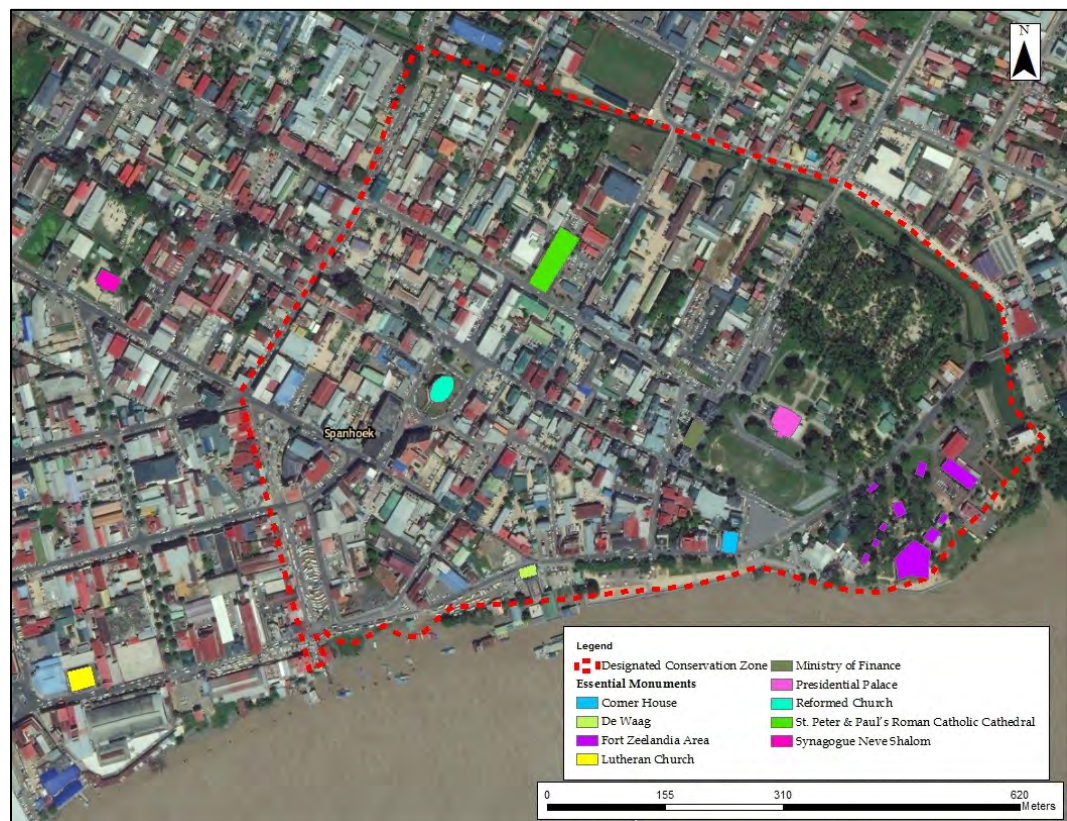 N
Spanhoek
Legend
Designated Conservation Zone
Essential Monuments
Corner House
De Waag
Fort Zeelandia Area
Lutheran Church
Ministry of Finance
Presidential Palace
Reformed Church
St. Peter & Paul's Roman Catholic Cathedral
Synagogue Neve Shalom
0 155 310 620
Meters